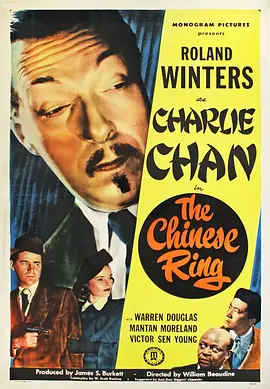 MONOGRAM PICTURES
presents
ROLAND
WINTERS
as
CHARLIE
CHAN
in
The
Chinese
Ring
with WARREN DOUGLAS
MANTAN MORELAND
VICTOR SEN YOUNG
Produced by James S. Burkett
Directed by William Beaudine